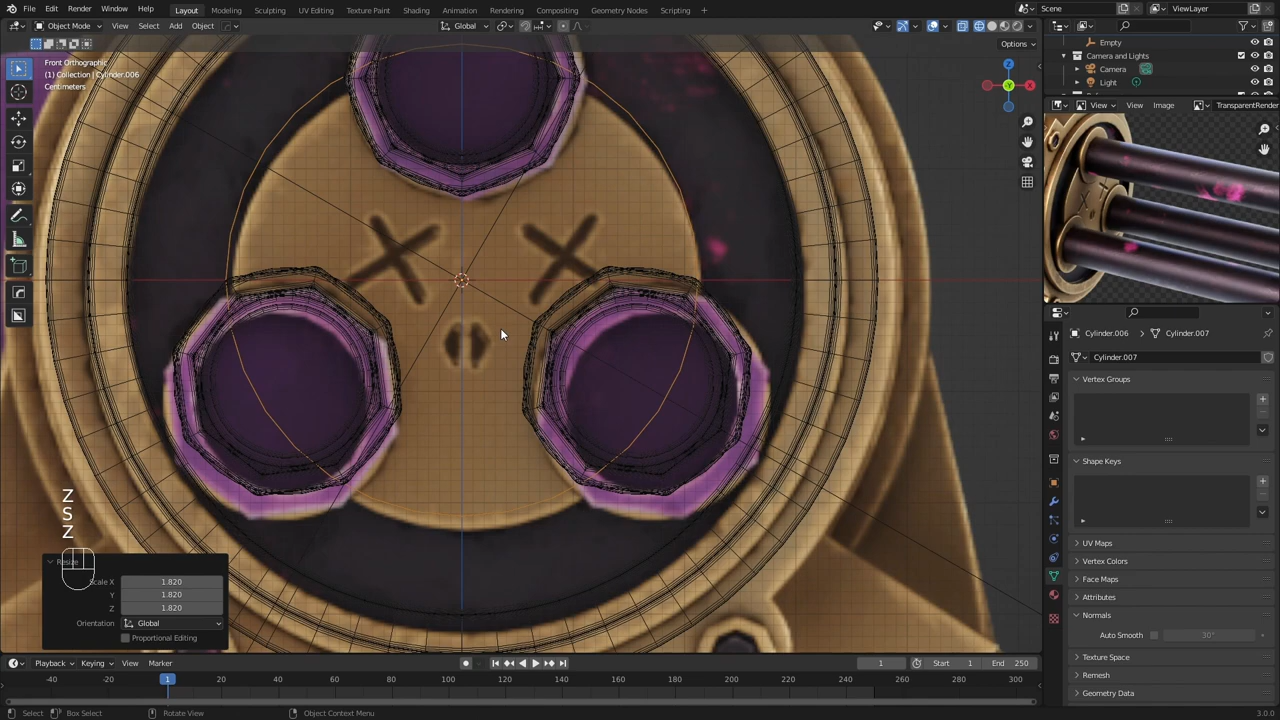 File Edit Render Window Help Layout Modeling Sculpting UV Editing Texture Paint Shading Animation Rendering Compositing Geometry Nodes Scripting + Scene ViewLayer
Object Mode View Select Add Object Global
Options
Front Orthographic
(1) Collection | Cylinder.006
Centimeters
Z
X
Y
Empty
Camera and Lights
Camera
Light
View View Image TransparentRender
Cylinder.006 Cylinder.007
Cylinder.007
Vertex Groups
Shape Keys
UV Maps
Vertex Colors
Face Maps
Attributes
Normals
Auto Smooth 30°
Texture Space
Remesh
Geometry Data
Z
S
Z
Resize
Scale X 1.820
Y 1.820
Z 1.820
Orientation Global
Proportional Editing
Playback Keying View Marker 1 Start 1 End 250
-40 -20 1 20 40 60 80 100 120 140 160 180 200 220 240 260 280 300
Select Box Select Rotate View Object Context Menu 3.0.0